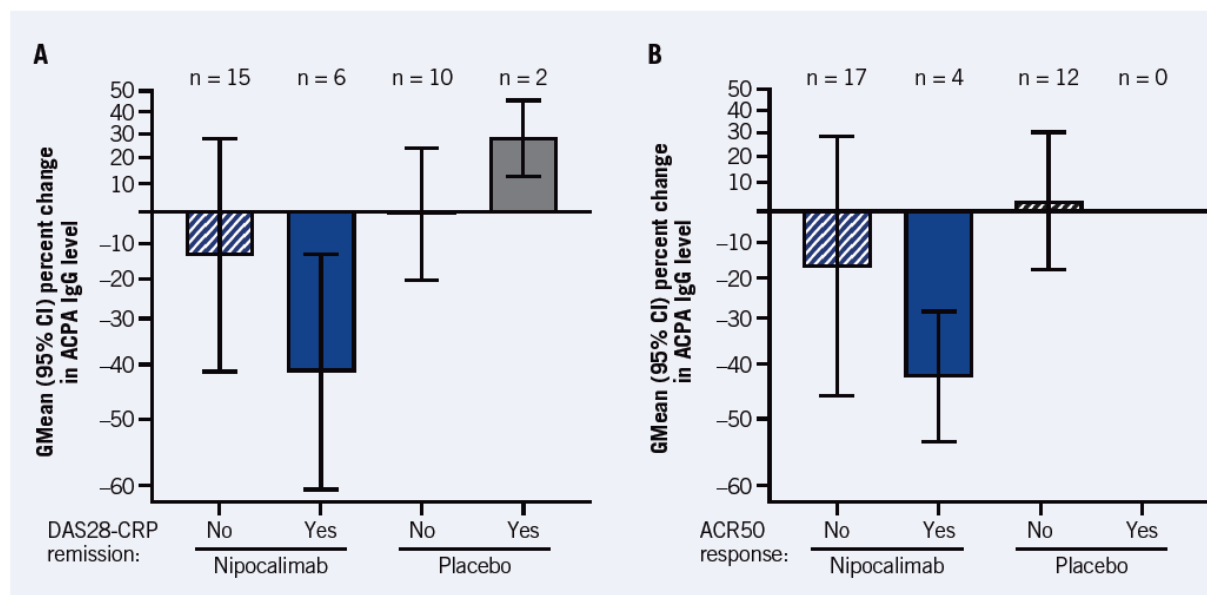 A
n = 15 n = 6 n = 10 n = 2
GMean (95% CI) percent change
in ACPA IgG level
50
40
30
20
10
–10
–20
–30
–40
–50
–60
DAS28-CRP
remission:
No Yes No Yes
Nipocalimab Placebo
B
n = 17 n = 4 n = 12 n = 0
GMean (95% CI) percent change
in ACPA IgG level
50
40
30
20
10
–10
–20
–30
–40
–50
–60
ACR50
response:
No Yes No Yes
Nipocalimab Placebo